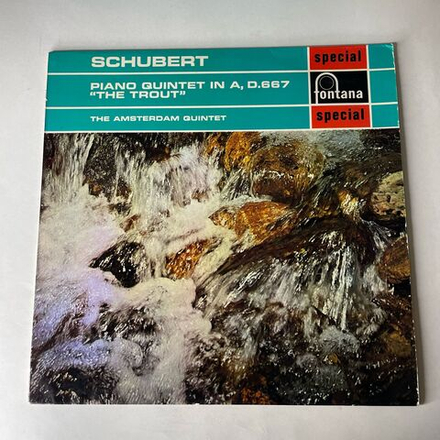 SCHUBERT
PIANO QUINTET IN A, D.667
"THE TROUT"
THE AMSTERDAM QUINTET
special
fontana
special